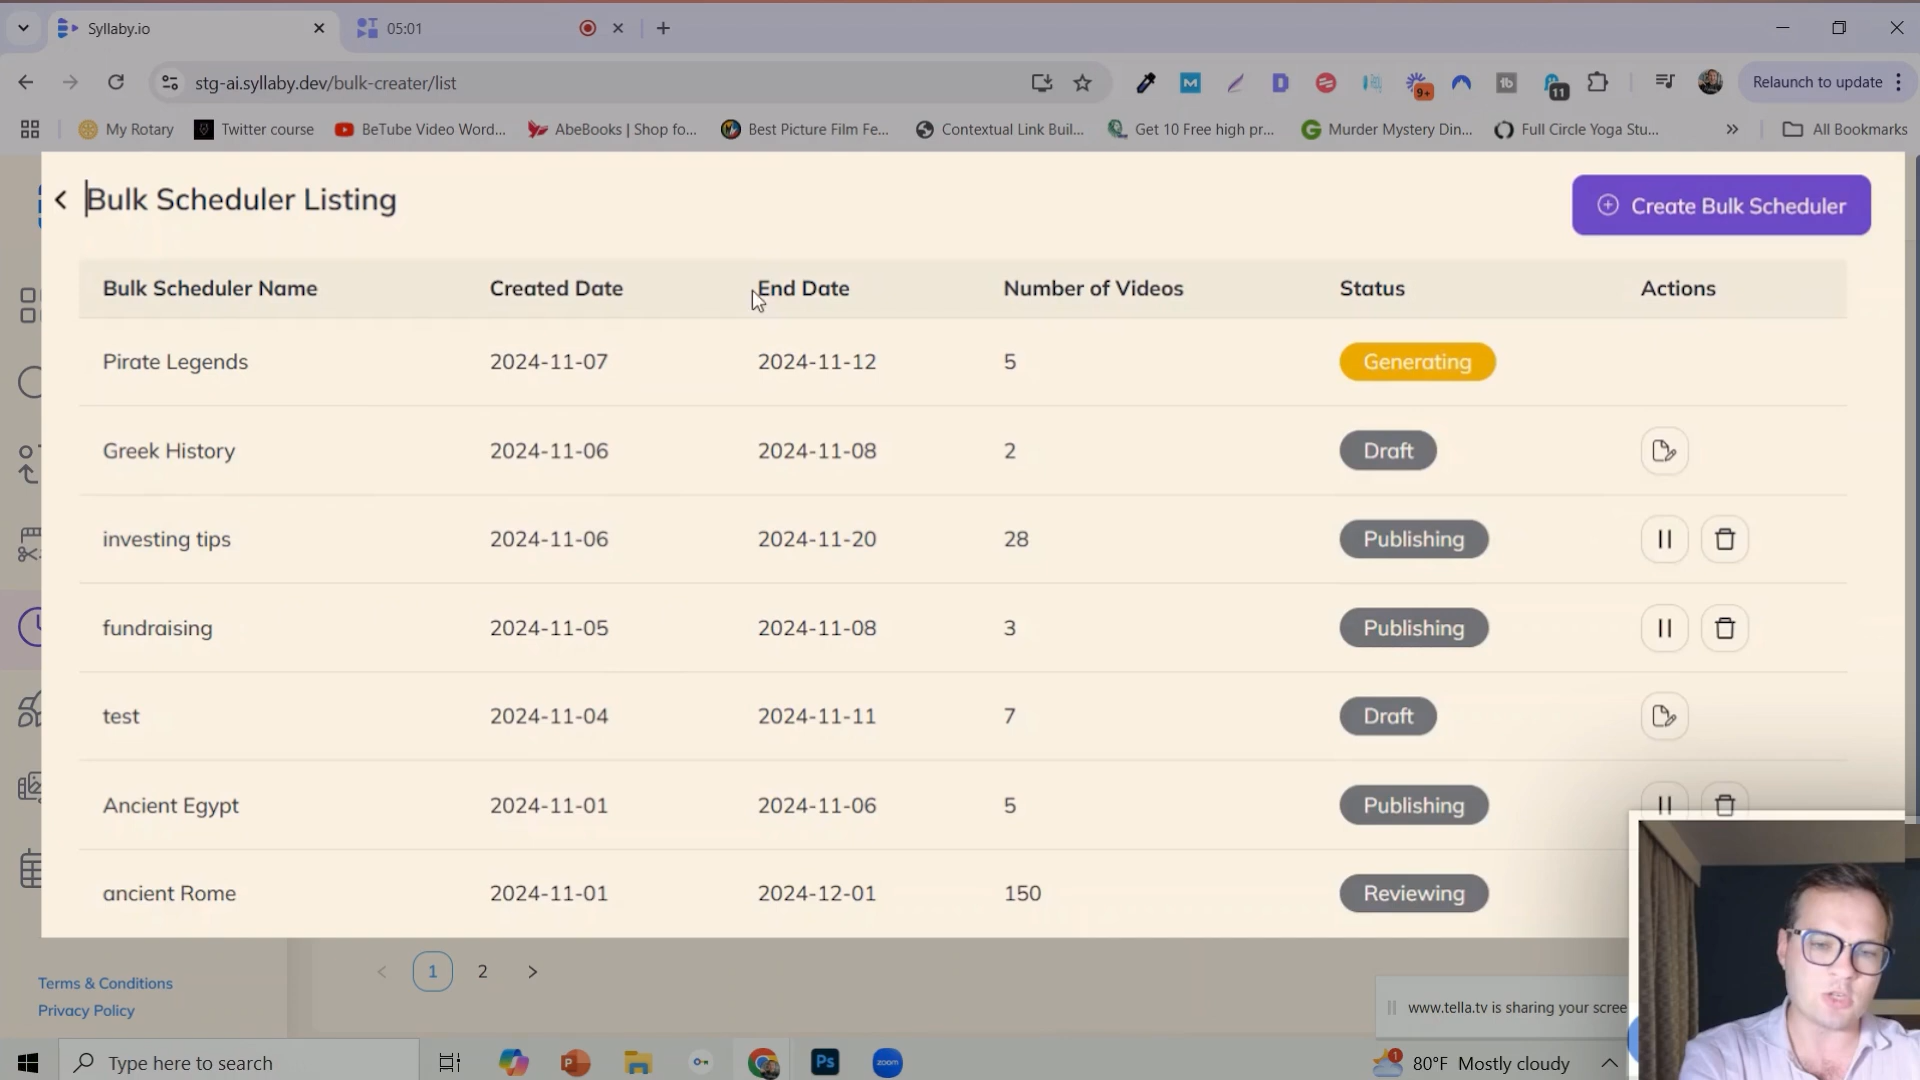 Syllaby.io
05:01
stg-ai.syllaby.dev/bulk-creater/list
9+
11
Relaunch to update
My Rotary
Twitter course
BeTube Video Word...
AbeBooks | Shop fo...
Best Picture Film Fe...
Contextual Link Buil...
Get 10 Free high pr...
Murder Mystery Din...
Full Circle Yoga Stu...
All Bookmarks
Bulk Scheduler Listing
Create Bulk Scheduler
Bulk Scheduler Name Created Date End Date Number of Videos Status Actions
Pirate Legends 2024-11-07 2024-11-12 5 Generating
Greek History 2024-11-06 2024-11-08 2 Draft
investing tips 2024-11-06 2024-11-20 28 Publishing
fundraising 2024-11-05 2024-11-08 3 Publishing
test 2024-11-04 2024-11-11 7 Draft
Ancient Egypt 2024-11-01 2024-11-06 5 Publishing
ancient Rome 2024-11-01 2024-12-01 150 Reviewing
1 2
Terms & Conditions
Privacy Policy
www.tella.tv is sharing your scree
Type here to search
Ps
zoom
1
80°F Mostly cloudy